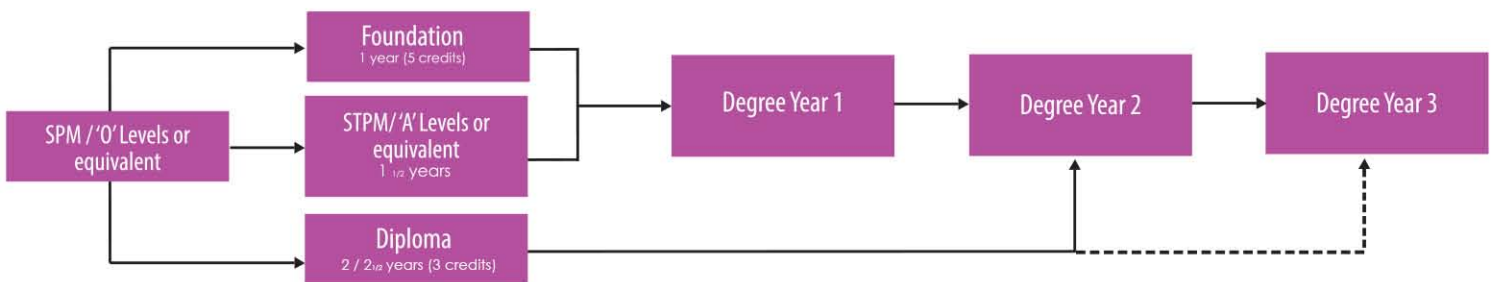 SPM / ‘O’ Levels or
equivalent
Foundation
1 year (5 credits)
STPM/ ‘A’ Levels or
equivalent
1 1/2 years
Diploma
2 / 2 1/2 years (3 credits)
Degree Year 1
Degree Year 2
Degree Year 3